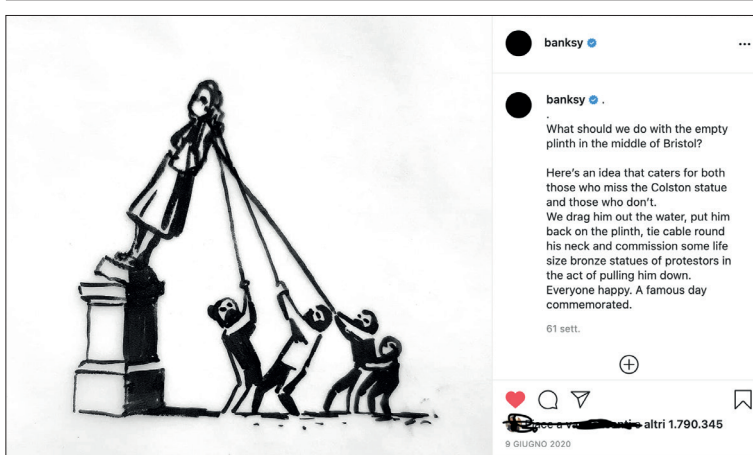 banksy
...
banksy .
.
What should we do with the empty
plinth in the middle of Bristol?
Here's an idea that caters for both
those who miss the Colston statue
and those who don't.
We drag him out the water, put him
back on the plinth, tie cable round
his neck and commission some life
size bronze statues of protestors in
the act of pulling him down.
Everyone happy. A famous day
commemorated.
61 sett.
altri 1.790.345
9 GIUGNO 2020